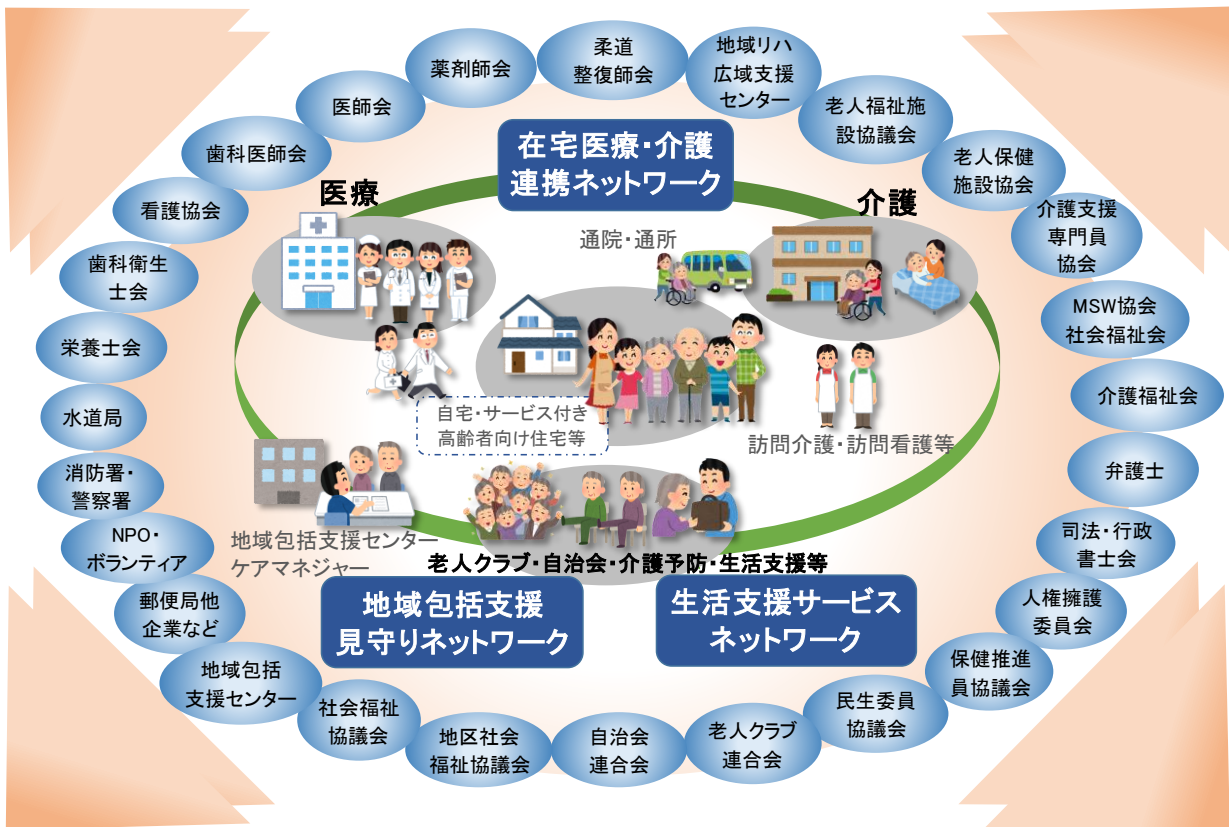 薬剤師会
柔道
整復師会
地域リハ
広域支援
センター
老人福祉施
設協議会
老人保健
施設協会
介護支援
専門員
協会
MSW協会
社会福祉会
介護福祉会
弁護士
司法・行政
書士会
人権擁護
委員会
保健推進
員協議会
民生委員
協議会
老人クラブ
連合会
自治会
連合会
地区社会
福祉協議会
社会福祉
協議会
地域包括
支援センター
郵便局他
企業など
NPO・
ボランティア
消防署・
警察署
水道局
栄養士会
歯科衛生
士会
看護協会
歯科医師会
医師会
在宅医療・介護
連携ネットワーク
医療
介護
通院・通所
自宅・サービス付き
高齢者向け住宅等
訪問介護・訪問看護等
地域包括支援センター
ケアマネジャー
老人クラブ・自治会・介護予防・生活支援等
地域包括支援
見守りネットワーク
生活支援サービス
ネットワーク